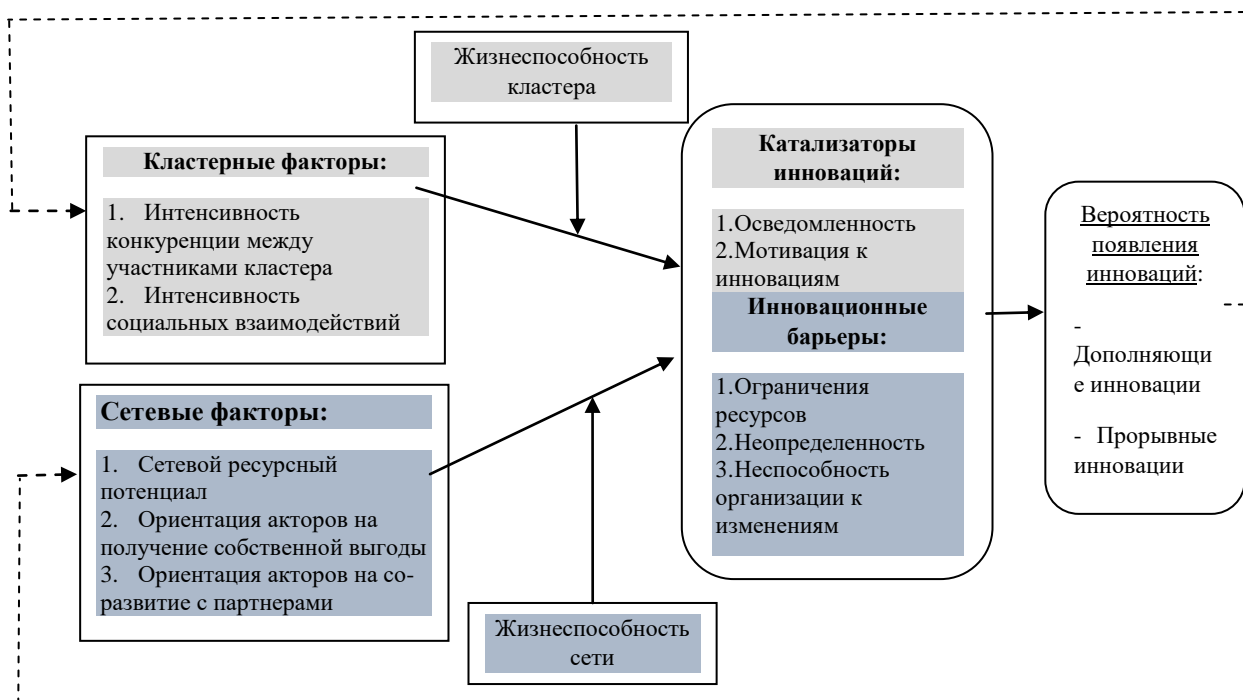 Жизнеспособность
кластера
Кластерные факторы:
1. Интенсивность
конкуренции между
участниками кластера
2. Интенсивность
социальных взаимодействий
Сетевые факторы:
1. Сетевой ресурсный
потенциал
2. Ориентация акторов на
получение собственной выгоды
3. Ориентация акторов на со-
развитие с партнерами
Жизнеспособность
сети
Катализаторы
инноваций:
1.Осведомленность
2.Мотивация к
инновациям
Инновационные
барьеры:
1.Ограничения
ресурсов
2.Неопределенность
3.Неспособность
организации к
изменениям
Вероятность
появления
инноваций:
-
Дополняющи
е инновации
- Прорывные
инновации